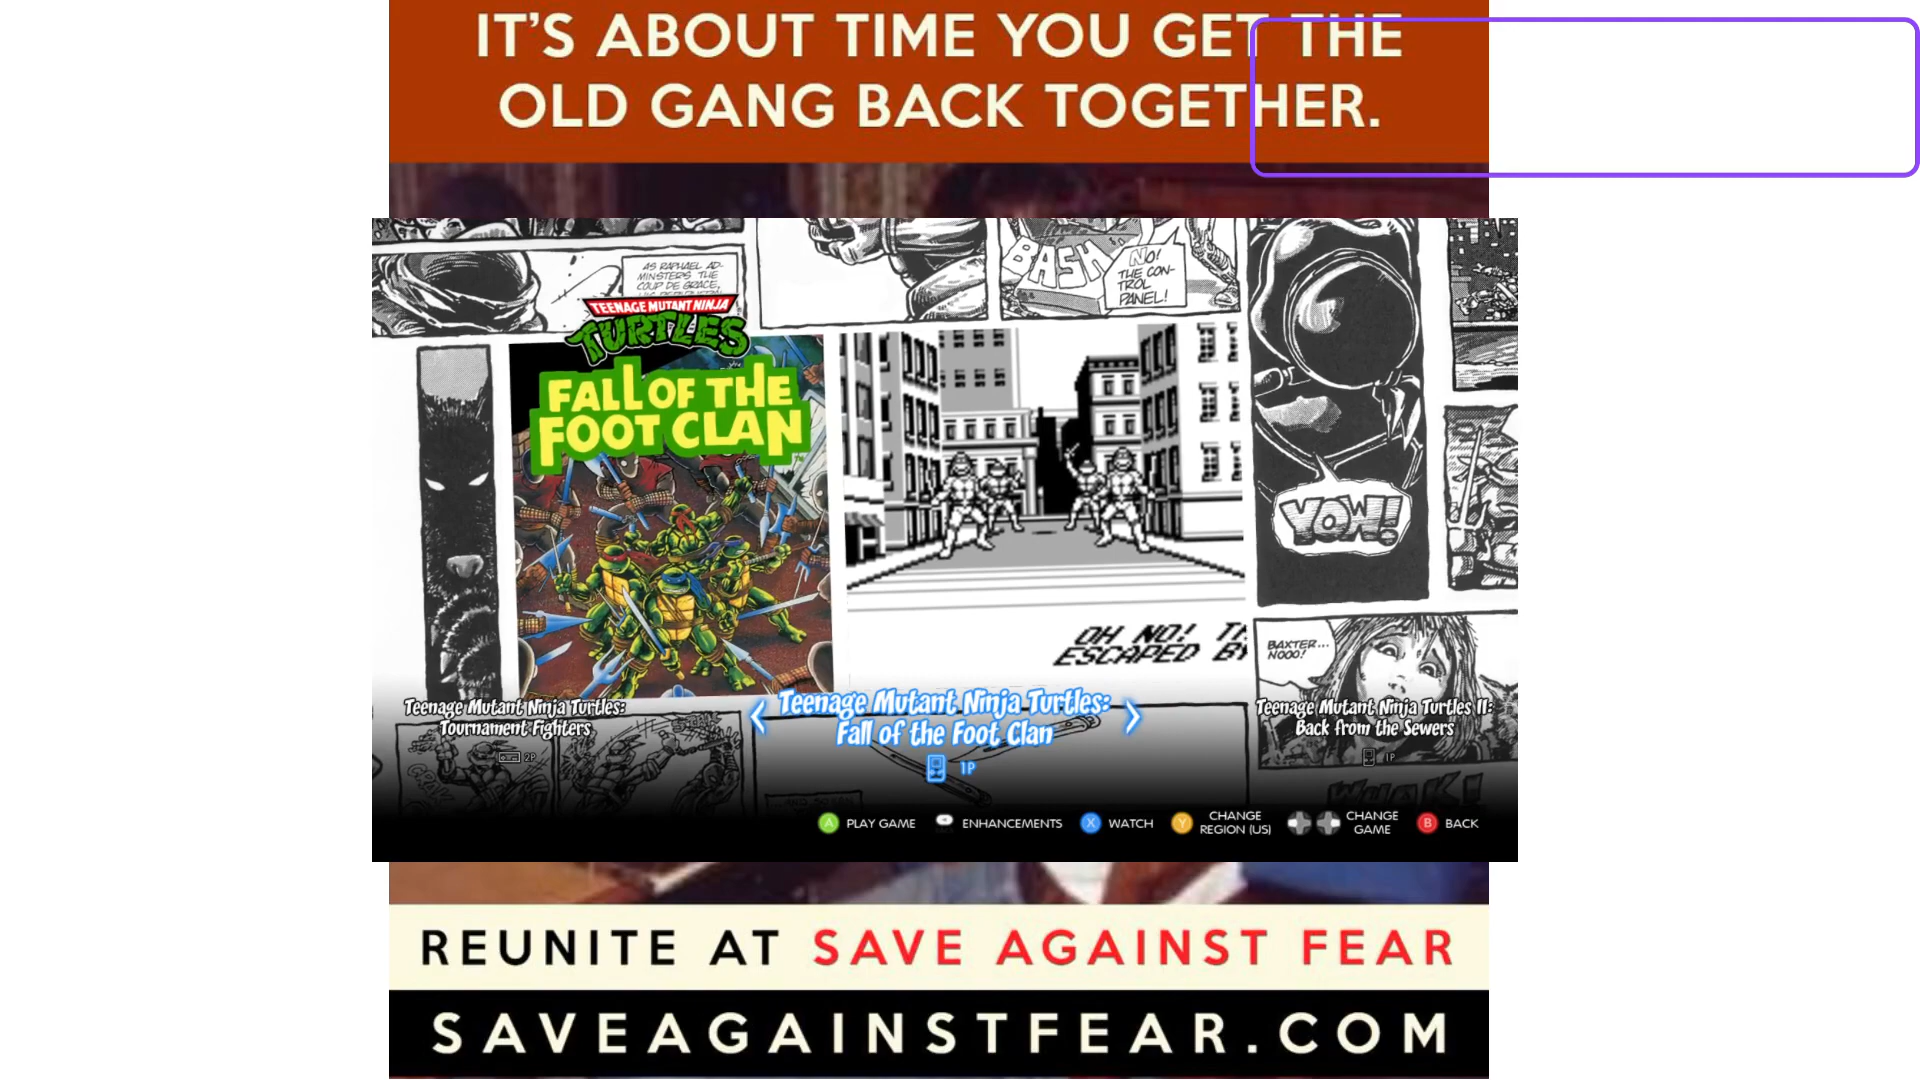 IT'S ABOUT TIME YOU GET THE
OLD GANG BACK TOGETHER.
AS RAPHAEL AD-
MINSTERS THE
COUP DE GRACE,
BASH
NO!
THE CON-
TROL
PANEL!
TEENAGE MUTANT NINJA
TURTLES
FALL OF THE
FOOT CLAN
YOW!
OH NO!
ESCAPED BY
BAXTER...
NOOO!
Teenage Mutant Ninja Turtles:
Tournament Fighters
2P
Teenage Mutant Ninja Turtles:
Fall of the Foot Clan
1P
Teenage Mutant Ninja Turtles II:
Back from the Sewers
1P
WHAK!
A PLAY GAME
ENHANCEMENTS
X WATCH
Y CHANGE
REGION (US)
CHANGE
GAME
B BACK
REUNITE AT SAVE AGAINST FEAR
SAVEAGAINSTFEAR.COM